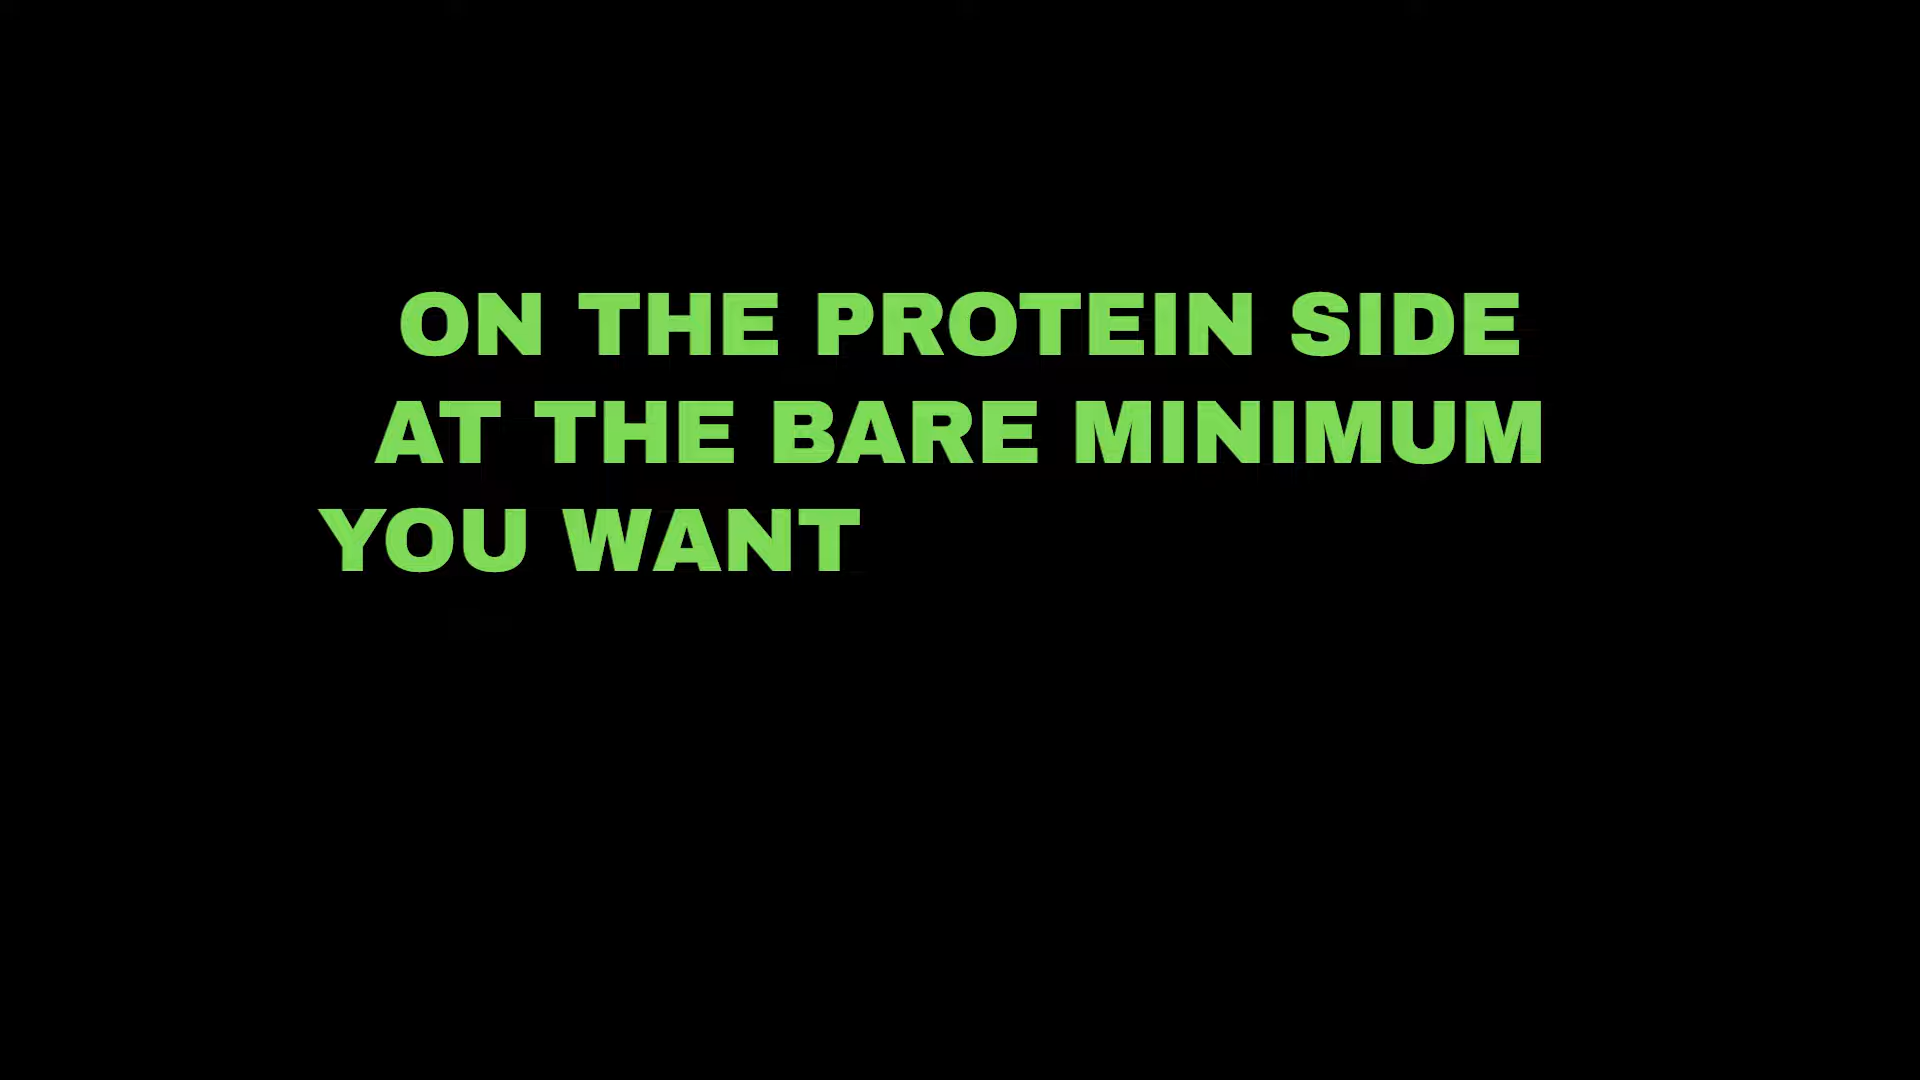 ON THE PROTEIN SIDE
AT THE BARE MINIMUM
YOU WANT